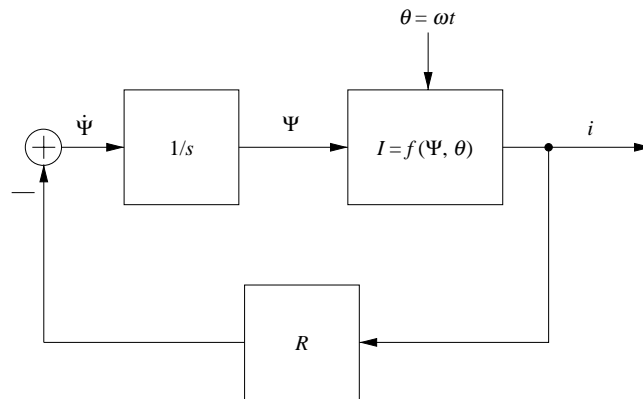 θ = ωt
Ψ̇
1/s
Ψ
I = f (Ψ, θ)
i
+
—
R